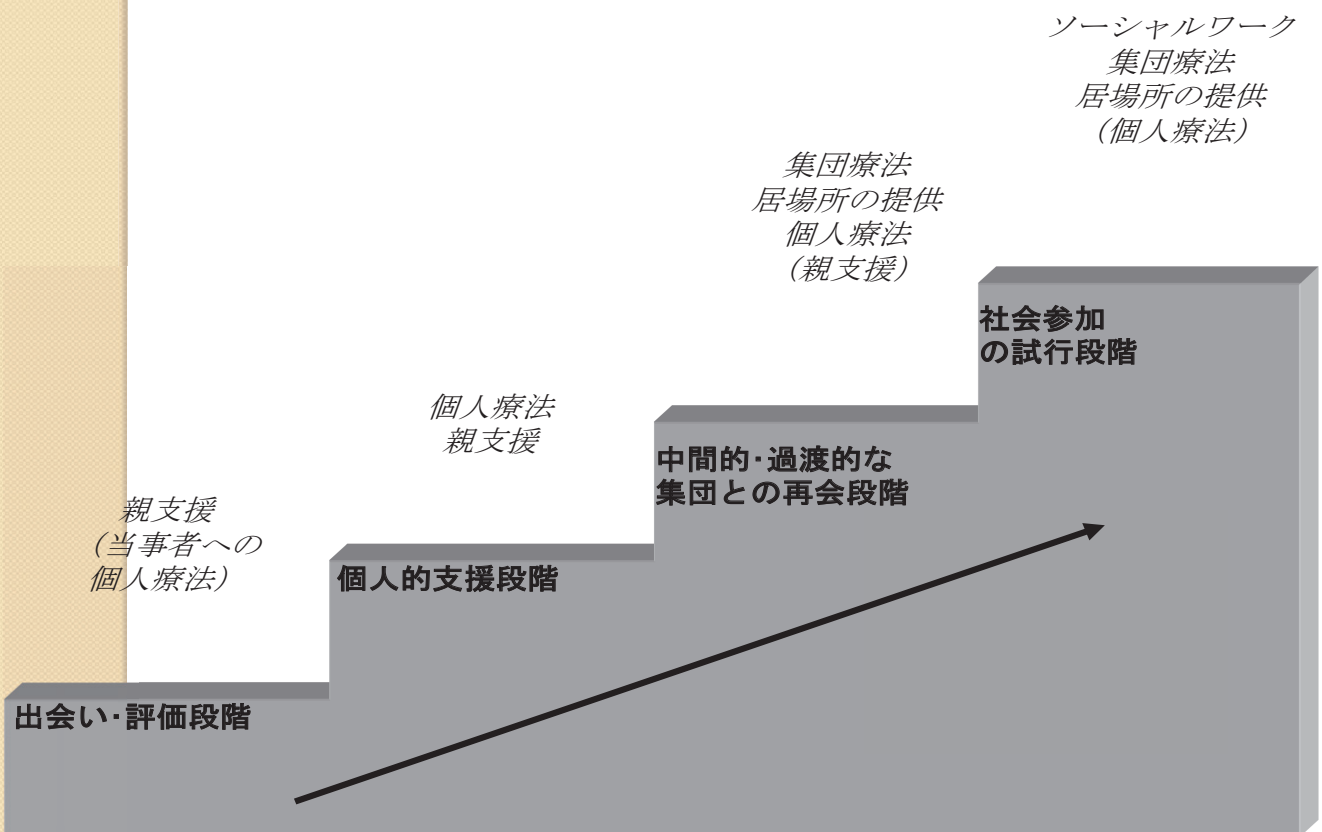 ソーシャルワーク
集団療法
居場所の提供
(個人療法)
集団療法
居場所の提供
個人療法
(親支援)
社会参加
の試行段階
個人療法
親支援
中間的・過渡的な
集団との再会段階
親支援
(当事者への
個人療法)
個人的支援段階
出会い・評価段階